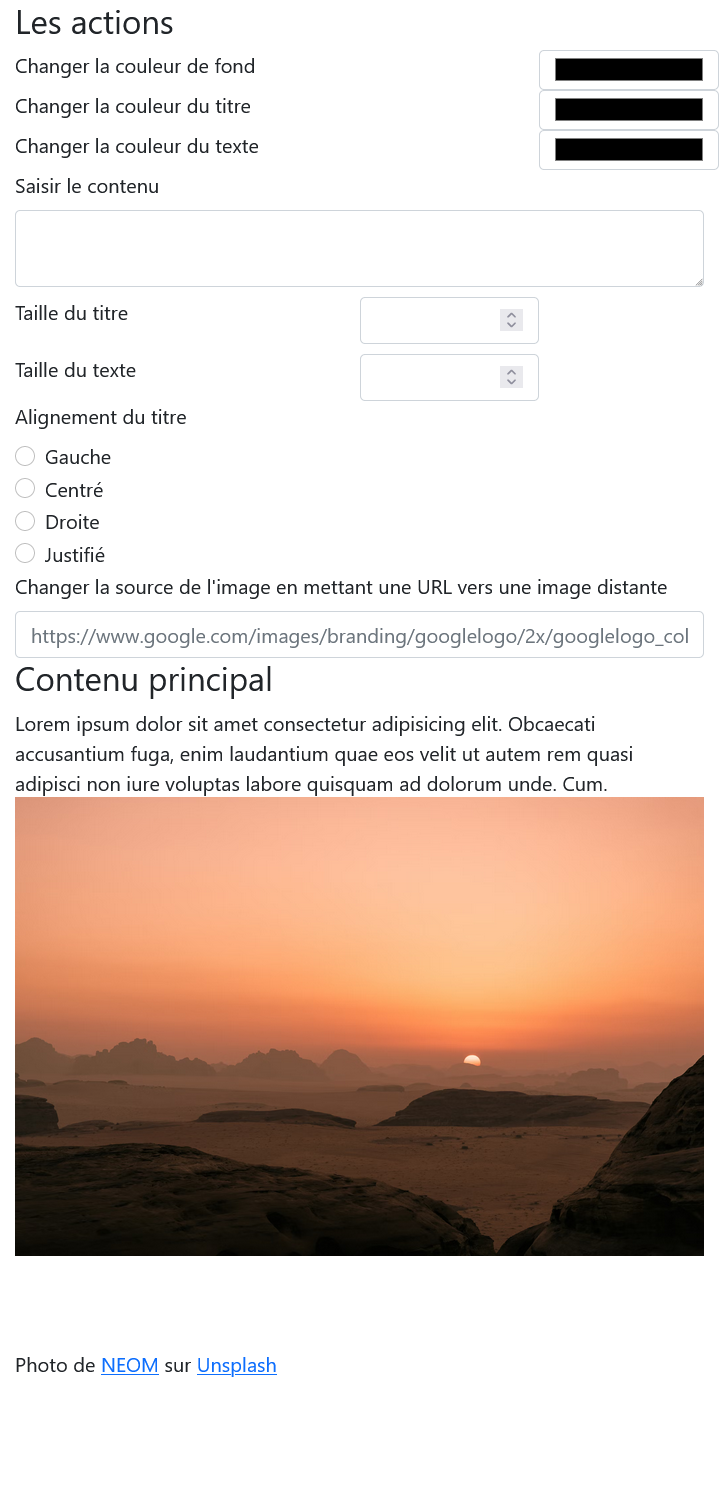 Les actions
Changer la couleur de fond
Changer la couleur du titre
Changer la couleur du texte
Saisir le contenu
Taille du titre
Taille du texte
Alignement du titre
Gauche
Centré
Droite
Justifié
Changer la source de l'image en mettant une URL vers une image distante
https://www.google.com/images/branding/googlelogo/2x/googlelogo_col
Contenu principal
Lorem ipsum dolor sit amet consectetur adipisicing elit. Obcaecati
accusantium fuga, enim laudantium quae eos velit ut autem rem quasi
adipisci non iure voluptas labore quisquam ad dolorum unde. Cum.
Photo de NEOM sur Unsplash